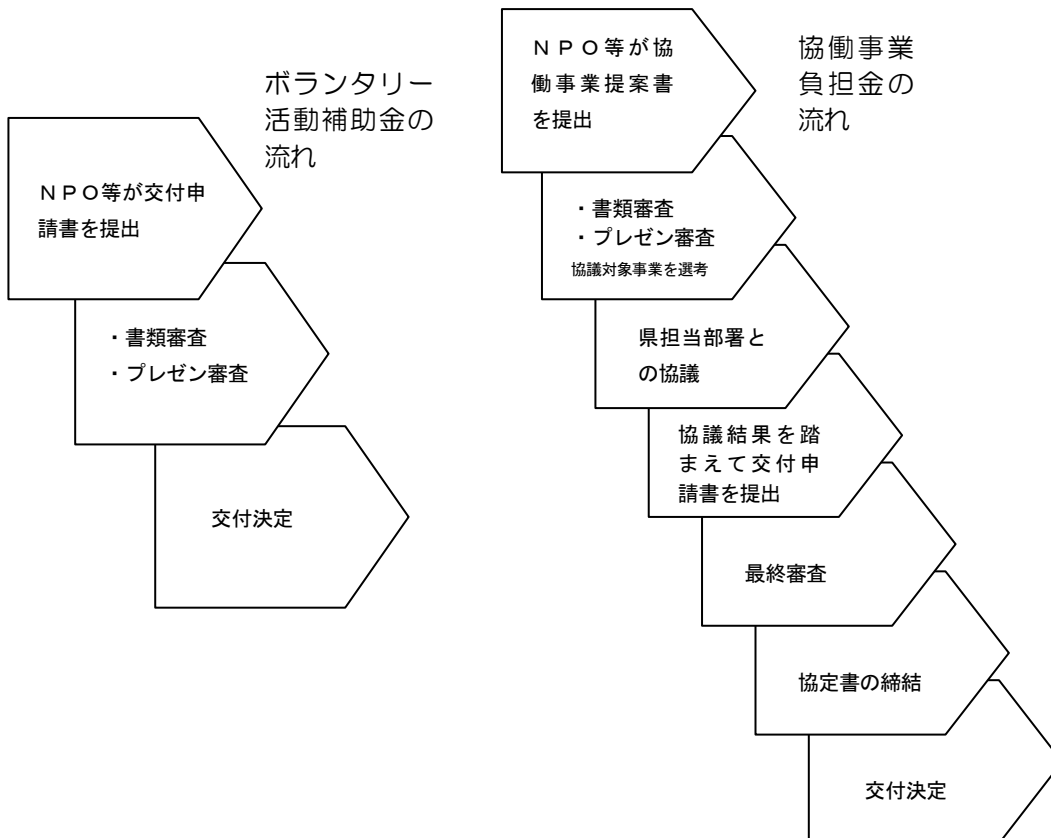 ボランタリー
活動補助金の
流れ
ＮＰＯ等が交付申
請書を提出
・書類審査
・プレゼン審査
交付決定
協働事業
負担金の
流れ
ＮＰＯ等が協
働事業提案書
を提出
・書類審査
・プレゼン審査
協議対象事業を選考
県担当部署と
の協議
協議結果を踏
まえて交付申
請書を提出
最終審査
協定書の締結
交付決定